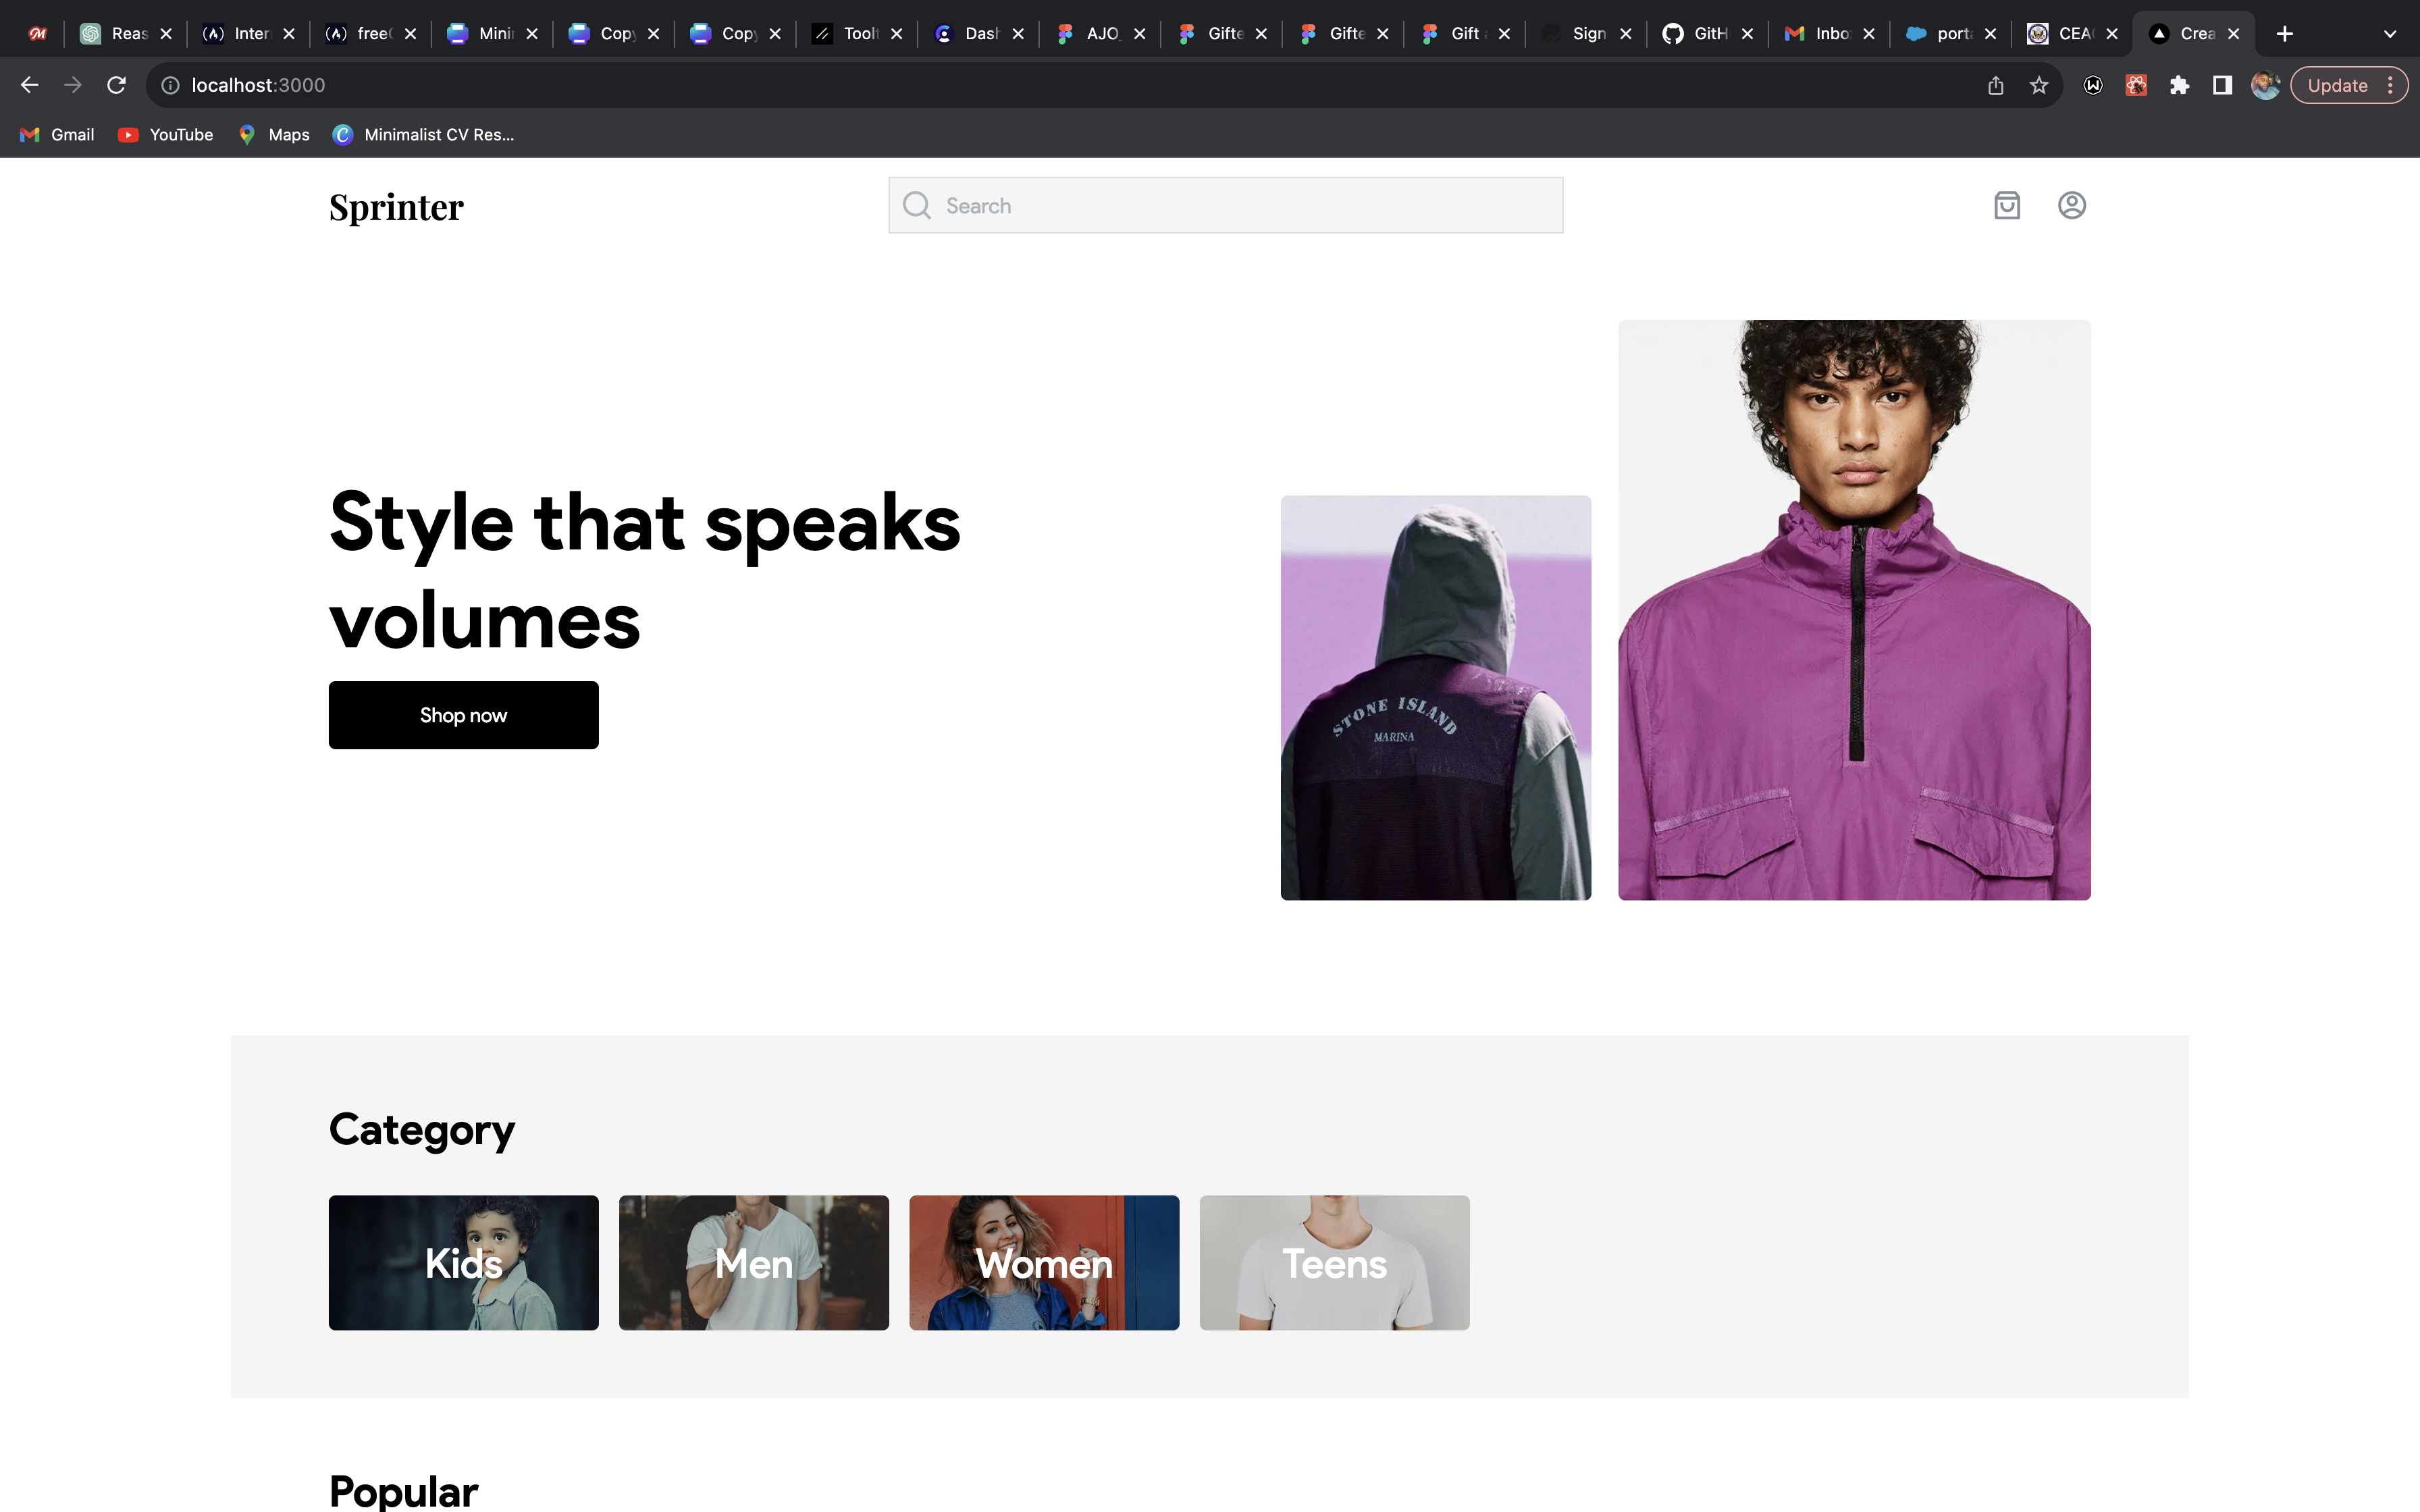 Reas
Inter
free
Mini
Copy
Copy
Toolt
Dash
AJO_
Gifte
Gifte
Gift
Sign
GitH
Inbo
port
CEA
Crea
localhost:3000
Update
Gmail
YouTube
Maps
Minimalist CV Res...
Sprinter
Search
Style that speaks
volumes
Shop now
STONE ISLAND
MARINA
Category
Kids
Men
Women
Teens
Popular